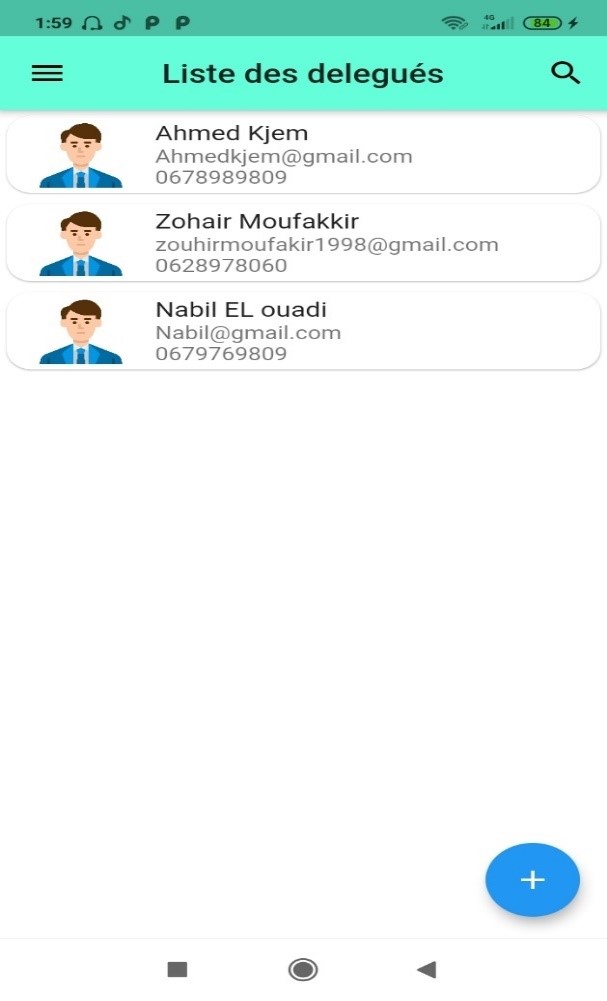 1:59
4G
84
Liste des delegués
Ahmed Kjem
Ahmedkjem@gmail.com
0678989809
Zohair Moufakkir
zouhirmoufakir1998@gmail.com
0628978060
Nabil EL ouadi
Nabil@gmail.com
0679769809
+